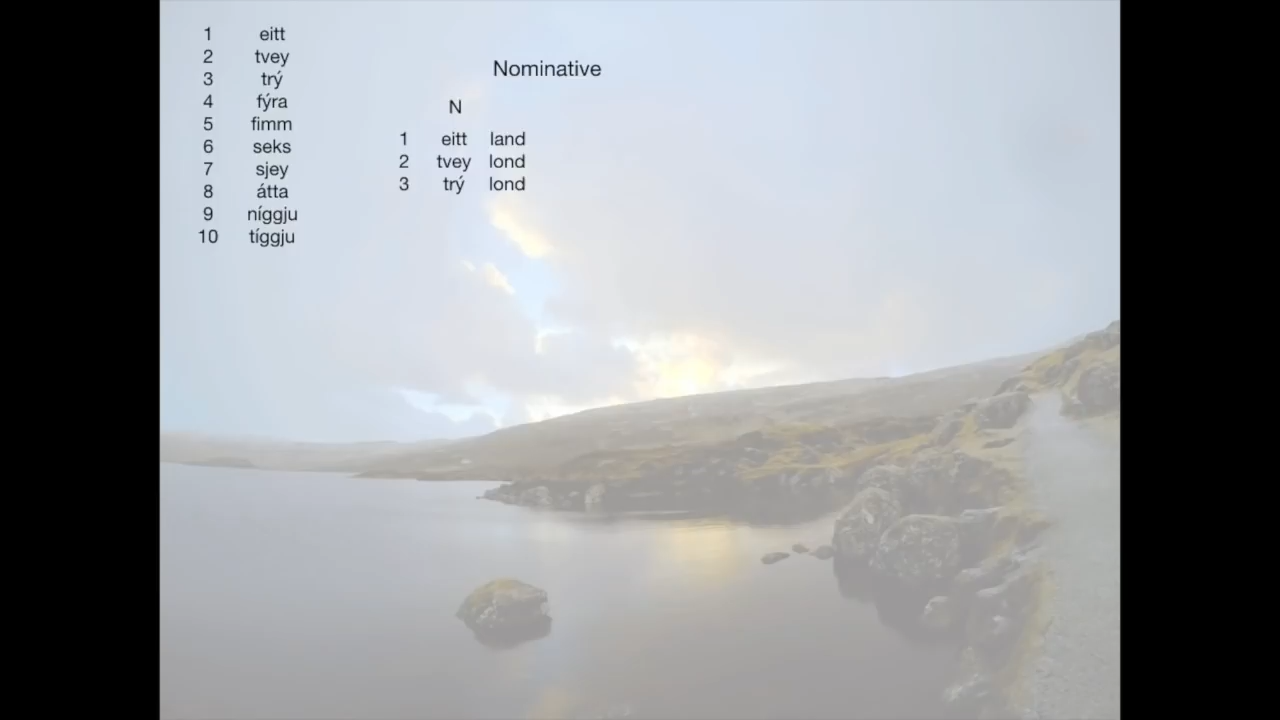 1 eitt
2 tvey
3 trý
4 fýra
5 fimm
6 seks
7 sjey
8 átta
9 níggju
10 tíggju
Nominative
N
1 eitt land
2 tvey lond
3 trý lond